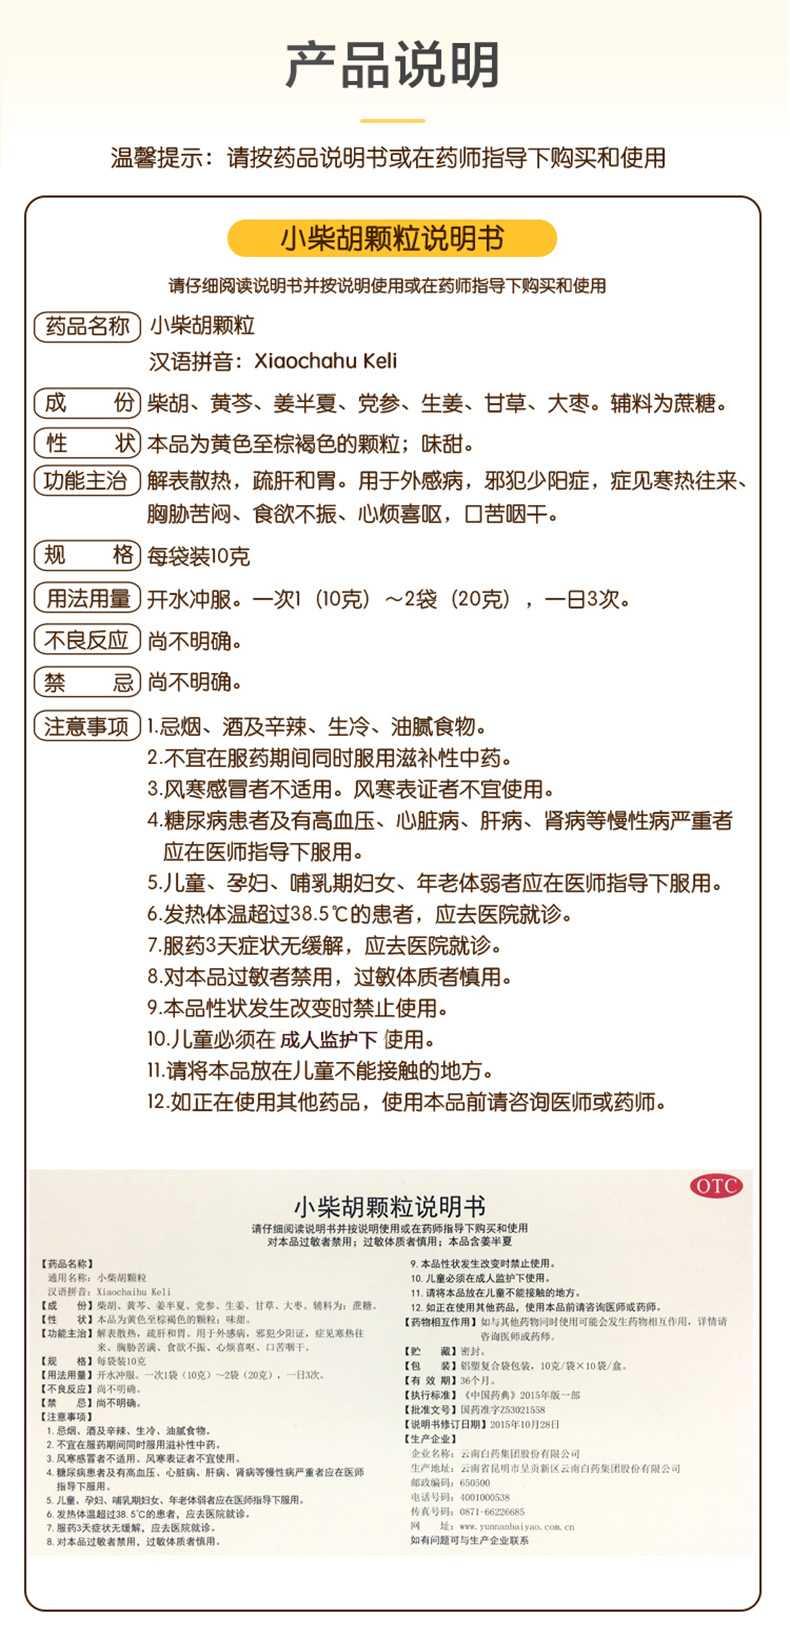 产品说明
温馨提示：请按药品说明书或在药师指导下购买和使用
小柴胡颗粒说明书
请仔细阅读说明书并按说明使用或在药师指导下购买和使用
药品名称 小柴胡颗粒
汉语拼音：Xiaochahu Keli
成 份 柴胡、黄芩、姜半夏、党参、生姜、甘草、大枣。辅料为蔗糖。
性 状 本品为黄色至棕褐色的颗粒；味甜。
功能主治 解表散热，疏肝和胃。用于外感病，邪犯少阳症，症见寒热往来、
胸胁苦闷、食欲不振、心烦喜呕，口苦咽干。
规 格 每袋装10克
用法用量 开水冲服。一次1（10克）～2袋（20克），一日3次。
不良反应 尚不明确。
禁 忌 尚不明确。
注意事项 1.忌烟、酒及辛辣、生冷、油腻食物。
2.不宜在服药期间同时服用滋补性中药。
3.风寒感冒者不适用。风寒表证者不宜使用。
4.糖尿病患者及有高血压、心脏病、肝病、肾病等慢性病严重者
应在医师指导下服用。
5.儿童、孕妇、哺乳期妇女、年老体弱者应在医师指导下服用。
6.发热体温超过38.5℃的患者，应去医院就诊。
7.服药3天症状无缓解，应去医院就诊。
8.对本品过敏者禁用，过敏体质者慎用。
9.本品性状发生改变时禁止使用。
10.儿童必须在 成人监护下 使用。
11.请将本品放在儿童不能接触的地方。
12.如正在使用其他药品，使用本品前请咨询医师或药师。
OTC
小柴胡颗粒说明书
请仔细阅读说明书并按说明使用或在药师指导下购买和使用
对本品过敏者禁用；过敏体质者慎用；本品含姜半夏
【药品名称】
通用名称：小柴胡颗粒
汉语拼音：Xiaochaihu Keli
【成 份】柴胡、黄芩、姜半夏、党参、生姜、甘草、大枣。辅料为：蔗糖。
【性 状】本品为黄色至棕褐色的颗粒；味甜。
【功能主治】解表散热，疏肝和胃。用于外感病，邪犯少阳证，症见寒热往
来、胸胁苦满、食欲不振、心烦喜呕、口苦咽干。
【规 格】每袋装10克
【用法用量】开水冲服。一次1袋（10克）～2袋（20克），一日3次。
【不良反应】尚不明确。
【禁 忌】尚不明确。
【注意事项】
1. 忌烟、酒及辛辣、生冷、油腻食物。
2. 不宜在服药期间同时服用滋补性中药。
3. 风寒感冒者不适用。风寒表证者不宜使用。
4. 糖尿病患者及有高血压、心脏病、肝病、肾病等慢性病严重者应在医师
指导下服用。
5. 儿童、孕妇、哺乳期妇女、年老体弱者应在医师指导下服用。
6. 发热体温超过38.5℃的患者，应去医院就诊。
7. 服药3天症状无缓解，应去医院就诊。
8. 对本品过敏者禁用，过敏体质者慎用。
9. 本品性状发生改变时禁止使用。
10. 儿童必须在成人监护下使用。
11. 请将本品放在儿童不能接触的地方。
12. 如正在使用其他药品，使用本品前请咨询医师或药师。
【药物相互作用】如与其他药物同时使用可能会发生药物相互作用，详情请
咨询医师或药师。
【贮 藏】密封。
【包 装】铝塑复合袋包装，10克/袋×10袋/盒。
【有 效 期】36个月。
【执行标准】《中国药典》2015年版一部
【批准文号】国药准字Z53021558
【说明书修订日期】2015年10月28日
【生产企业】
企业名称：云南白药集团股份有限公司
生产地址：云南省昆明市呈贡新区云南白药集团股份有限公司
邮政编码：650500
电话号码：4001000538
传真号码：0871-66226685
网 址：www.yunnanbaiyao.com.cn
如有问题可与生产企业联系